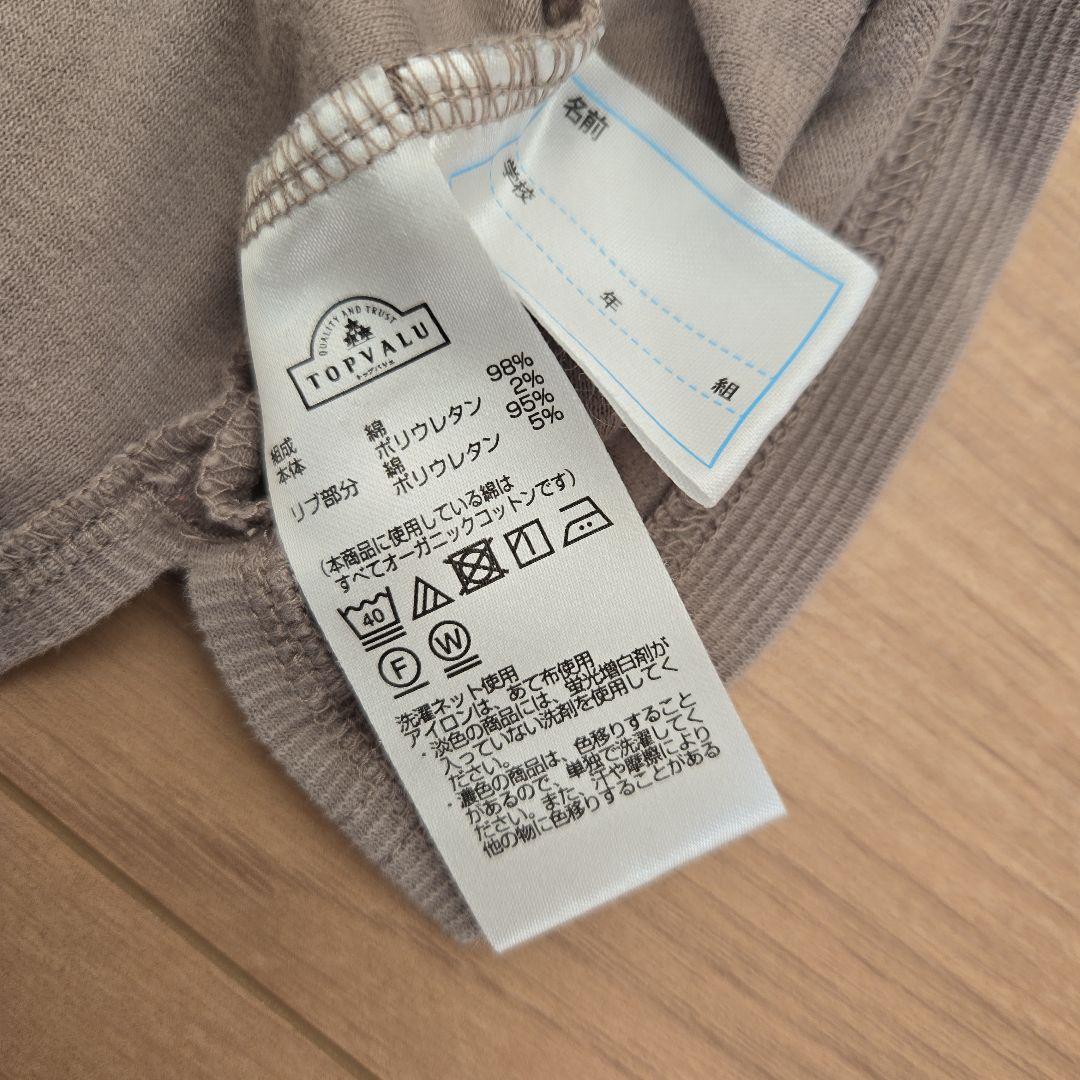 名前
学校
年
組
QUALITY AND TRUST
TOPVALU
トップバリュ
組成
本体 綿 98%
ポリウレタン 2%
リブ部分 綿 95%
ポリウレタン 5%
(本商品に使用している綿は
すべてオーガニックコットンです)
40
F W
洗濯ネット使用
アイロンは、あて布使用
・淡色の商品には、蛍光増白剤が
入っていない洗剤を使用してく
ださい。
・濃色の商品は、色移りすること
があるので、単独で洗濯してく
ださい。また、汗や摩擦により
他の物に色移りすることがある